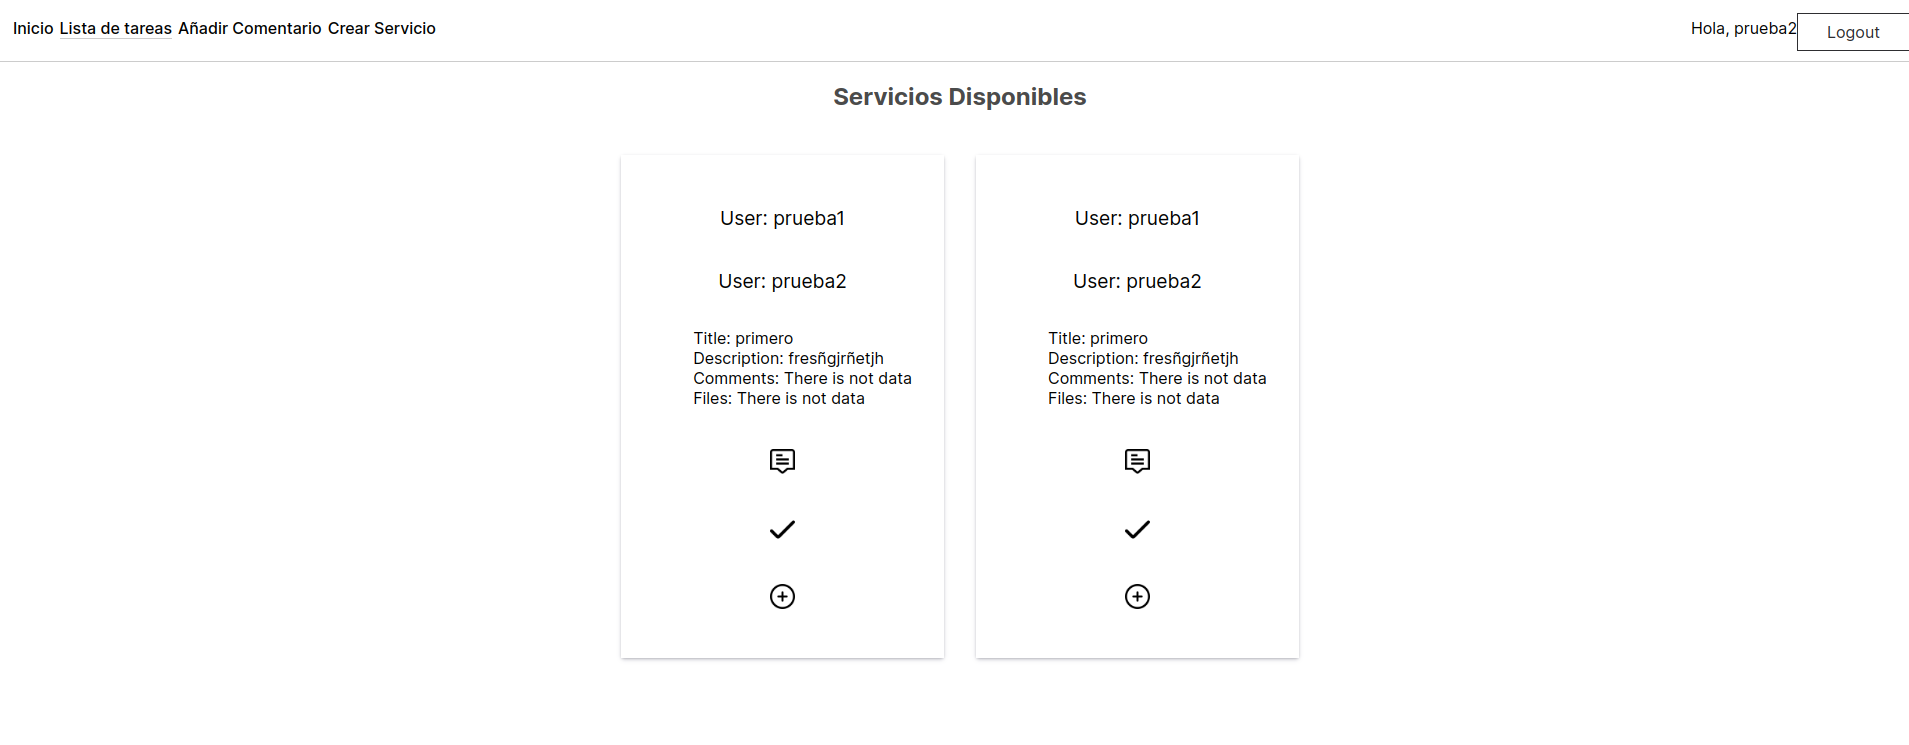 Inicio Lista de tareas Añadir Comentario Crear Servicio
Hola, prueba2 Logout
Servicios Disponibles
User: prueba1
User: prueba2
Title: primero
Description: fresñgjrñetjh
Comments: There is not data
Files: There is not data
User: prueba1
User: prueba2
Title: primero
Description: fresñgjrñetjh
Comments: There is not data
Files: There is not data